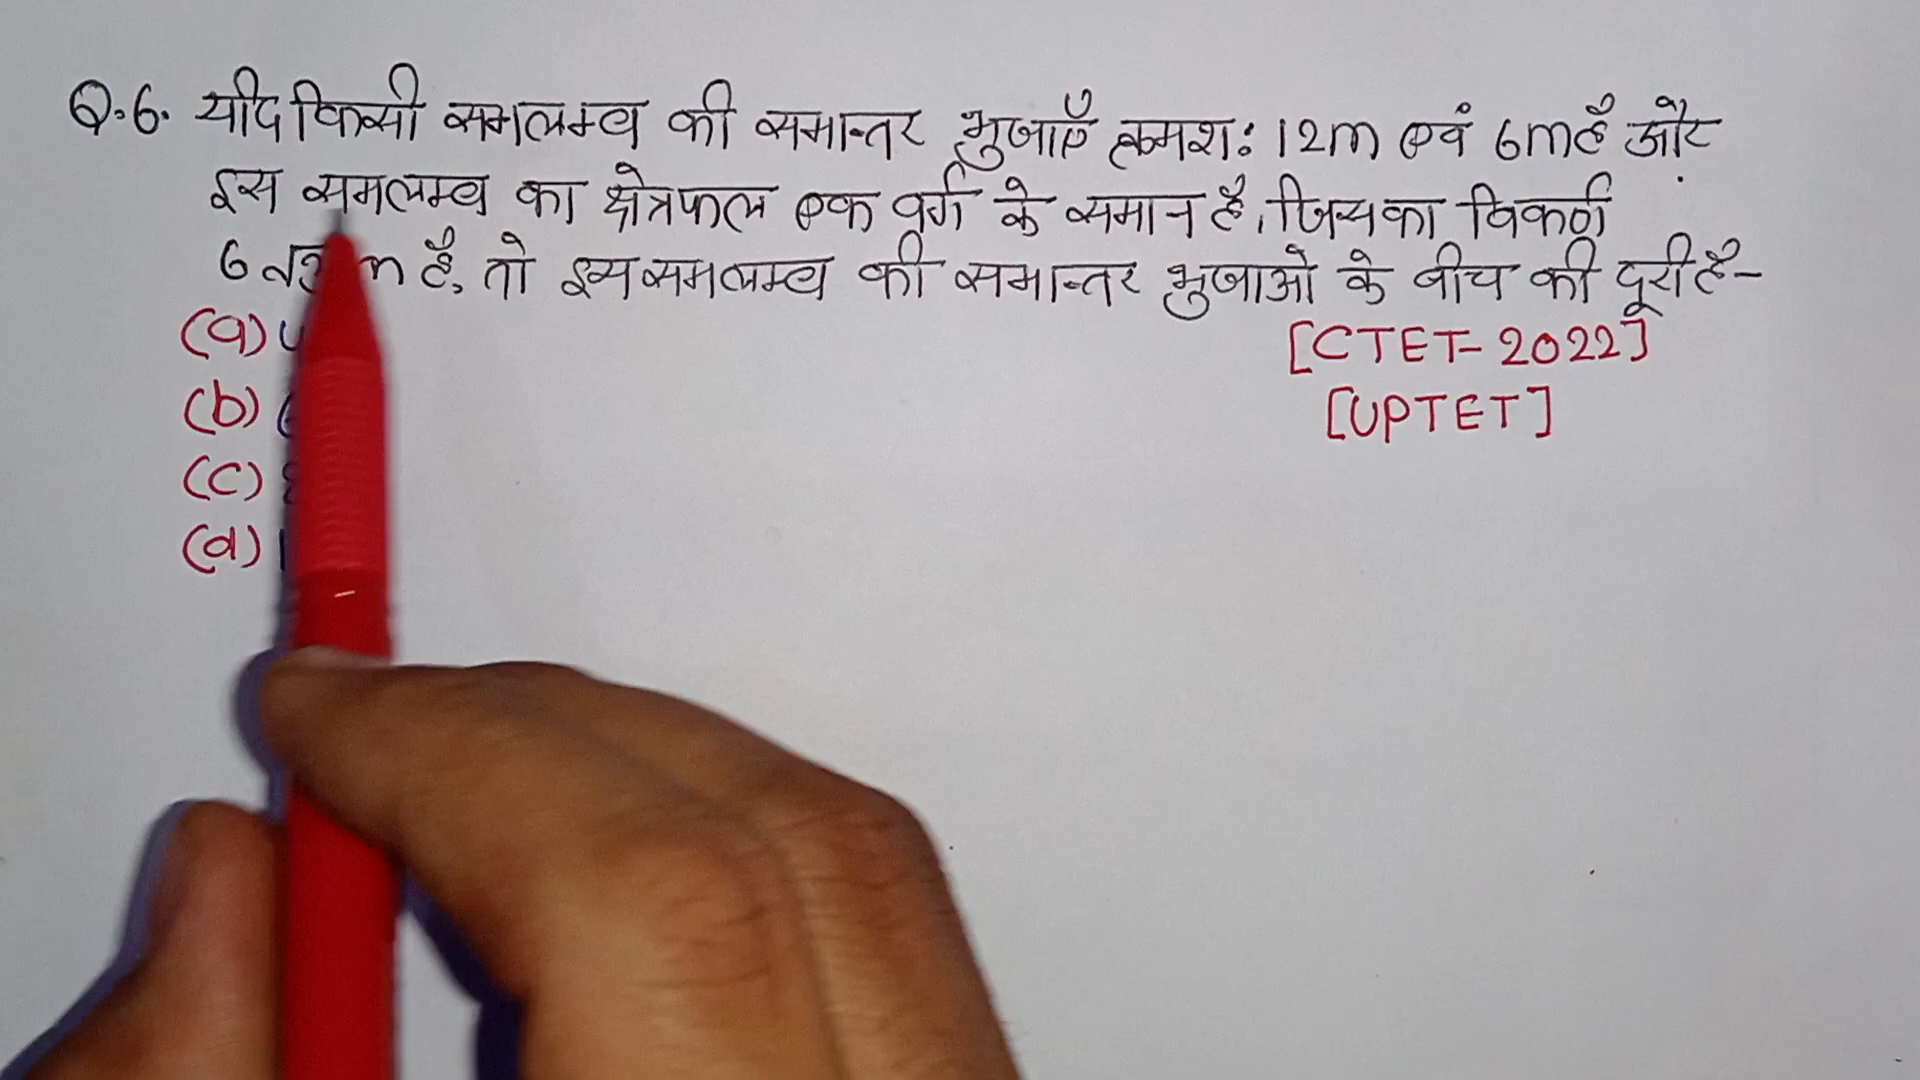 Q.6. यदि किसी समलम्ब की समान्तर भुजाएँ क्रमश: 12m एवं 6m है और
इस समलम्ब का क्षेत्रफल एक वर्ग के समान है, जिसका विकर्ण
6 m है, तो इस समलम्ब की समान्तर भुजाओ के बीच की दूरी है-
(a)
[CTET-2022]
(b)
[UPTET]
(c)
(d)